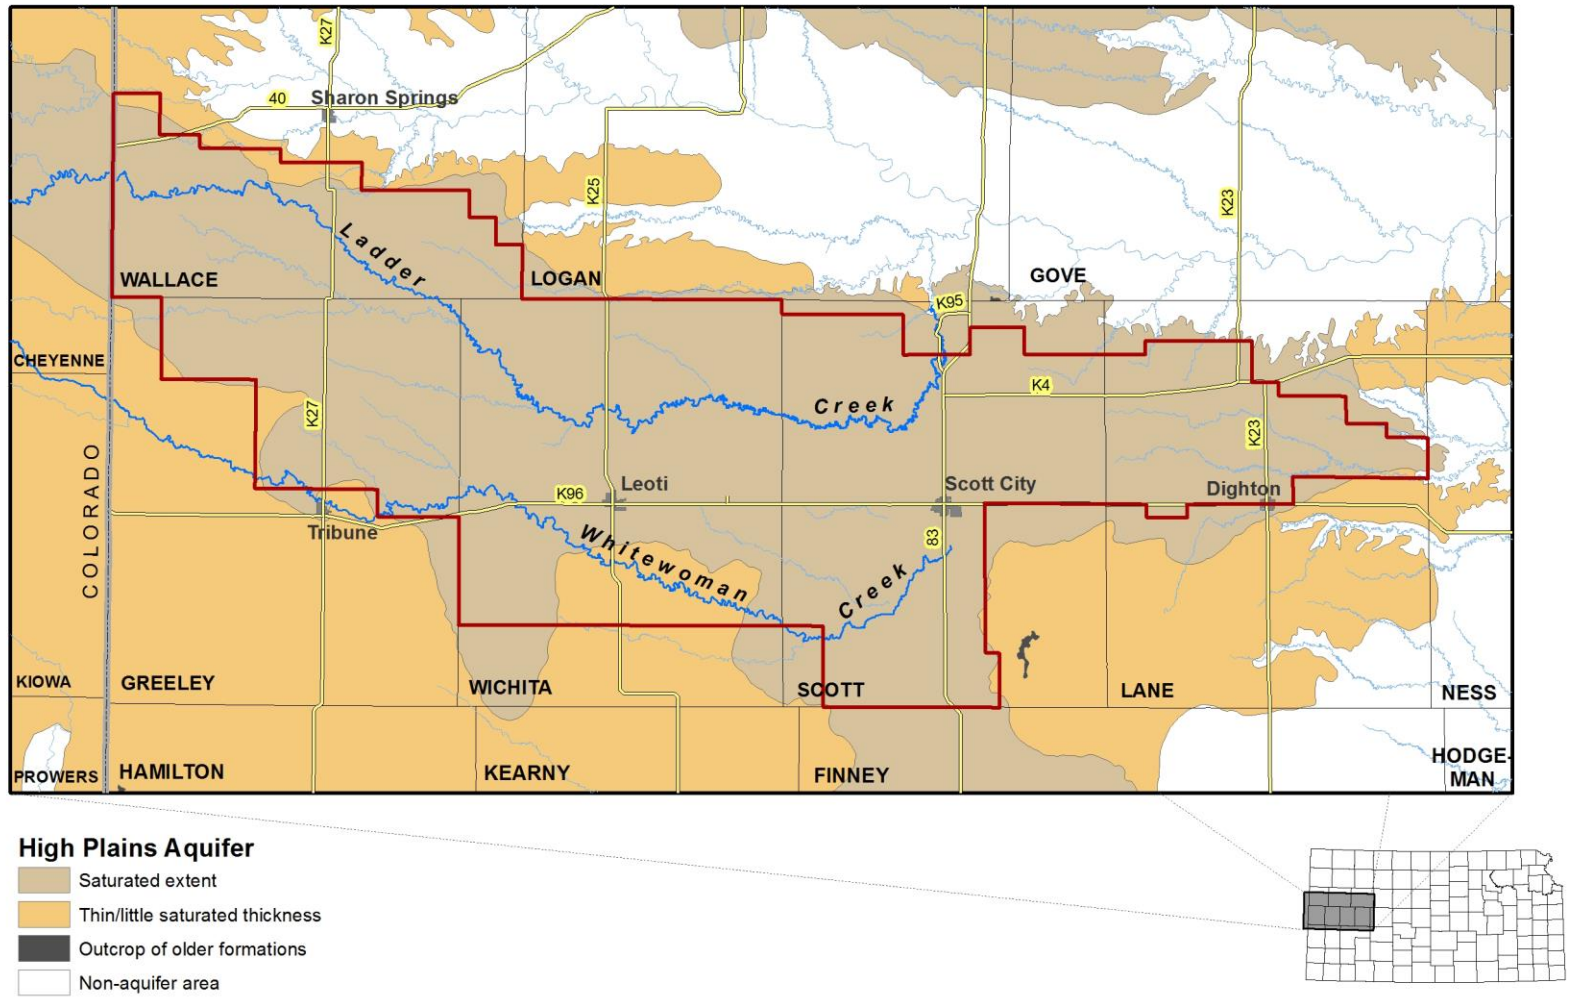 K27
40
Sharon Springs
K25
K23
Ladder
WALLACE
LOGAN
GOVE
K95
CHEYENNE
K4
Creek
K27
K23
COLORADO
Leoti
K96
Scott City
Dighton
Tribune
Whitewoman
83
Creek
KIOWA
GREELEY
WICHITA
SCOTT
LANE
NESS
PROWERS
HAMILTON
KEARNY
FINNEY
HODGE-
MAN
High Plains Aquifer
Saturated extent
Thin/little saturated thickness
Outcrop of older formations
Non-aquifer area